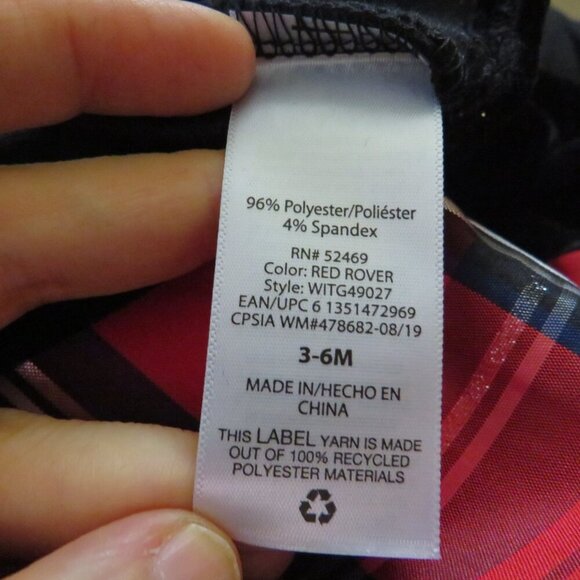 96% Polyester/Poliéster
4% Spandex
RN# 52469
Color: RED ROVER
Style: WITG49027
EAN/UPC 6 1351472969
CPSIA WM#478682-08/19
3-6M
MADE IN/HECHO EN
CHINA
THIS LABEL YARN IS MADE
OUT OF 100% RECYCLED
POLYESTER MATERIALS